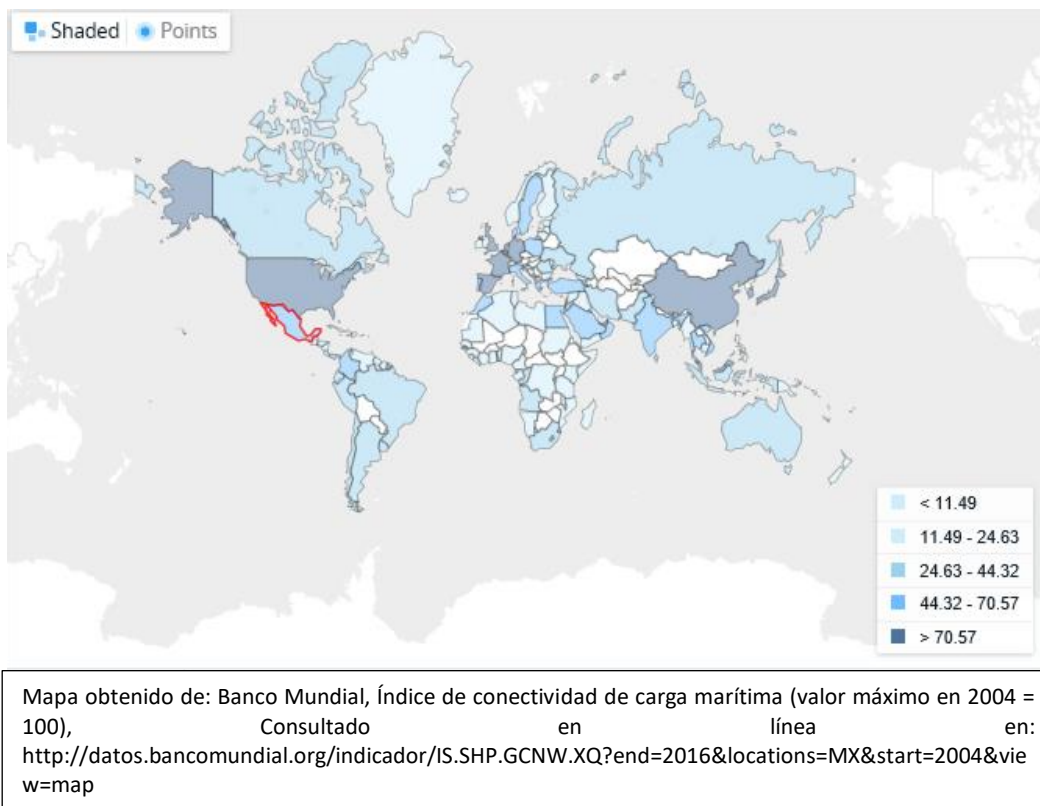 Shaded Points
< 11.49
11.49 - 24.63
24.63 - 44.32
44.32 - 70.57
> 70.57
Mapa obtenido de: Banco Mundial, Índice de conectividad de carga marítima (valor máximo en 2004 =
100), Consultado en línea en:
http://datos.bancomundial.org/indicador/IS.SHP.GCNW.XQ?end=2016&locations=MX&start=2004&vie
w=map